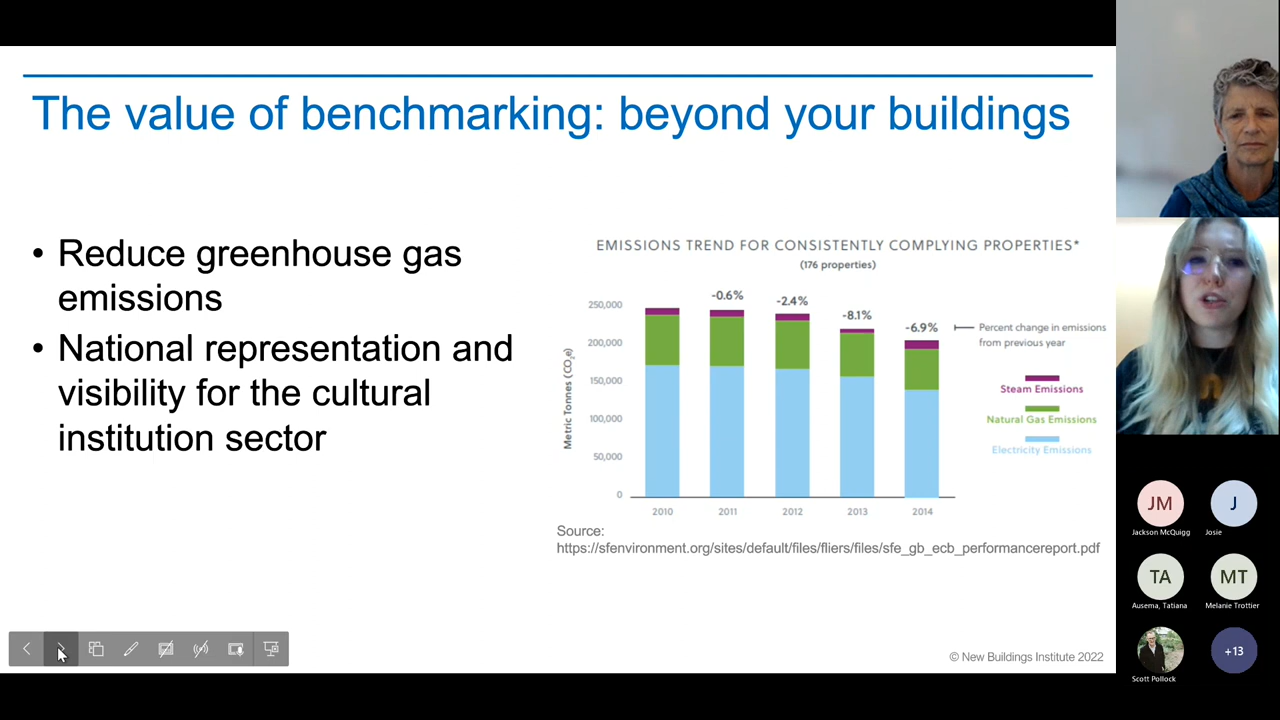 The value of benchmarking: beyond your buildings
• Reduce greenhouse gas
emissions
• National representation and
visibility for the cultural
institution sector
EMISSIONS TREND FOR CONSISTENTLY COMPLYING PROPERTIES*
(176 properties)
-0.6%
-2.4%
-8.1%
-6.9%
Percent change in emissions
from previous year
Metric Tonnes (CO₂e)
250,000
200,000
150,000
100,000
50,000
0
Steam Emissions
Natural Gas Emissions
Electricity Emissions
2010 2011 2012 2013 2014
Source:
https://sfenvironment.org/sites/default/files/fliers/files/sfe_gb_ecb_performancereport.pdf
© New Buildings Institute 2022
JM
Jackson McQuigg
J
Josie
TA
Ausema, Tatiana
MT
Melanie Trottier
Scott Pollock
+13